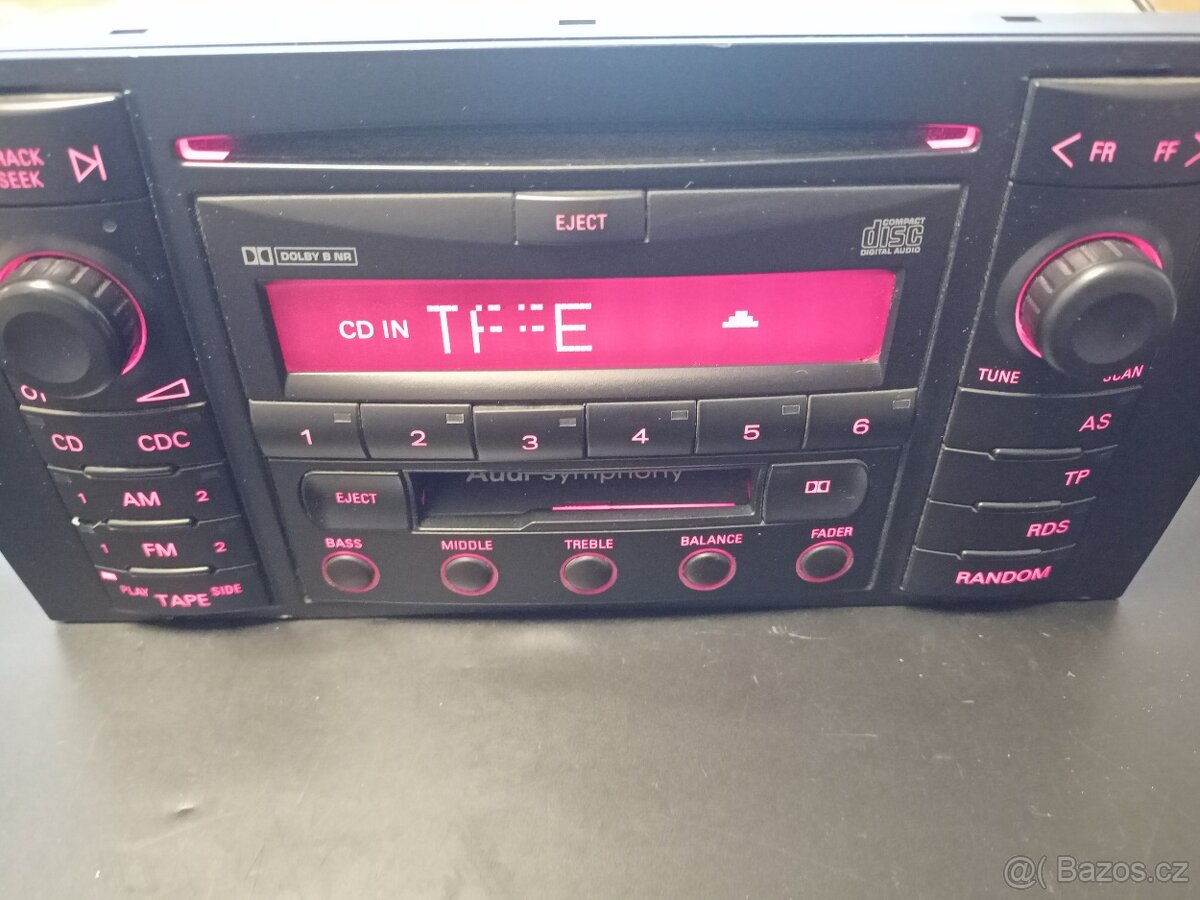 SEEK
FR FF
EJECT
DOLBY B NR
COMPACT
disc
DIGITAL AUDIO
CD IN
TUNE SCAN
CD CDC
1 2 3 4 5 6
AS
1 AM 2
EJECT
Audi symphony
TP
1 FM 2
RDS
BASS MIDDLE TREBLE BALANCE FADER
PLAY TAPE SIDE
RANDOM
@( Bazos.cz